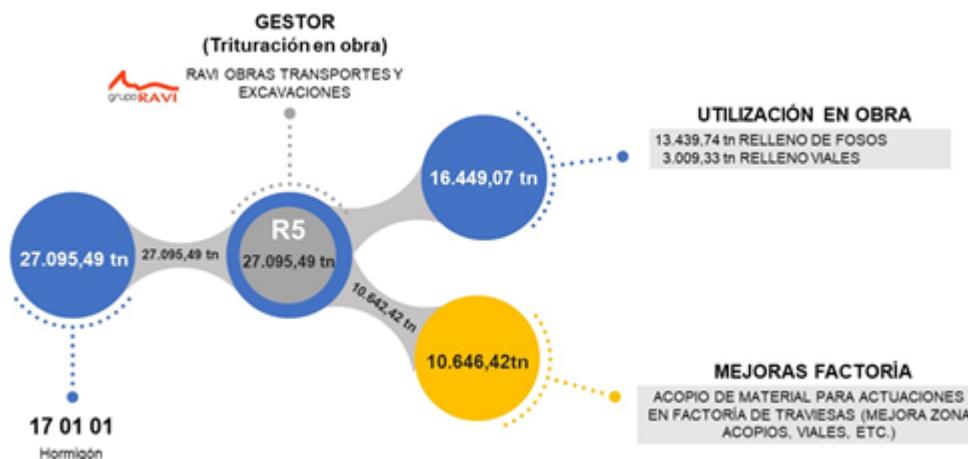 GESTOR
(Trituración en obra)
grupo RAVI
RAVI OBRAS TRANSPORTES Y
EXCAVACIONES
UTILIZACIÓN EN OBRA
13.439,74 tn RELLENO DE FOSOS
3.009,33 tn RELLENO VIALES
16.449,07 tn
R5
27.095,49 tn
27.095,49 tn
27.095,49 tn
10.642,42 tn
10.646,42tn
MEJORAS FACTORÍA
ACOPIO DE MATERIAL PARA ACTUACIONES
EN FACTORÍA DE TRAVIESAS (MEJORA ZONA
ACOPIOS, VIALES, ETC.)
17 01 01
Hormigón